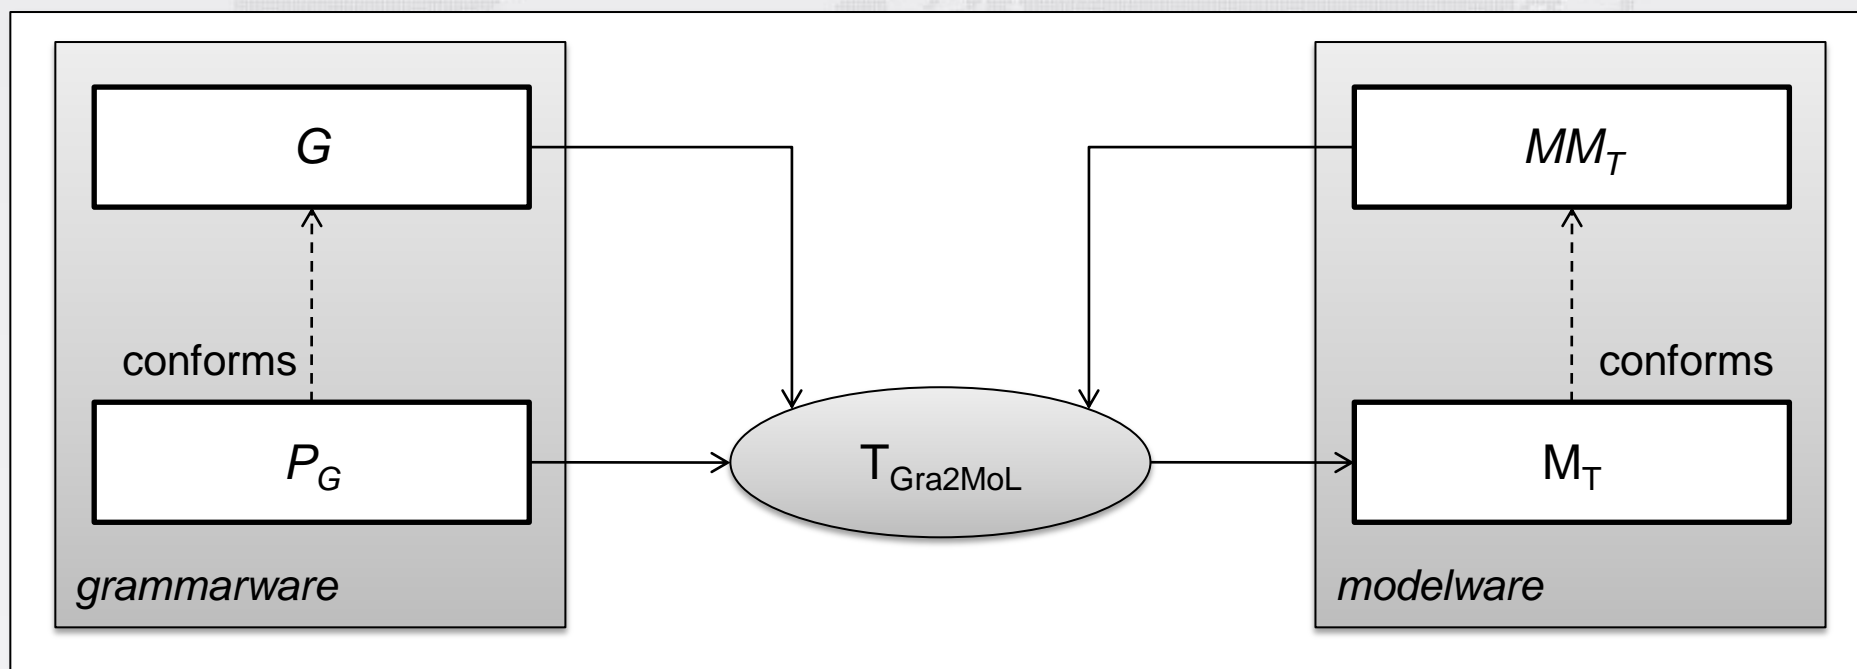 G
MM_T
conforms
conforms
P_G
T_Gra2MoL
M_T
grammarware
modelware